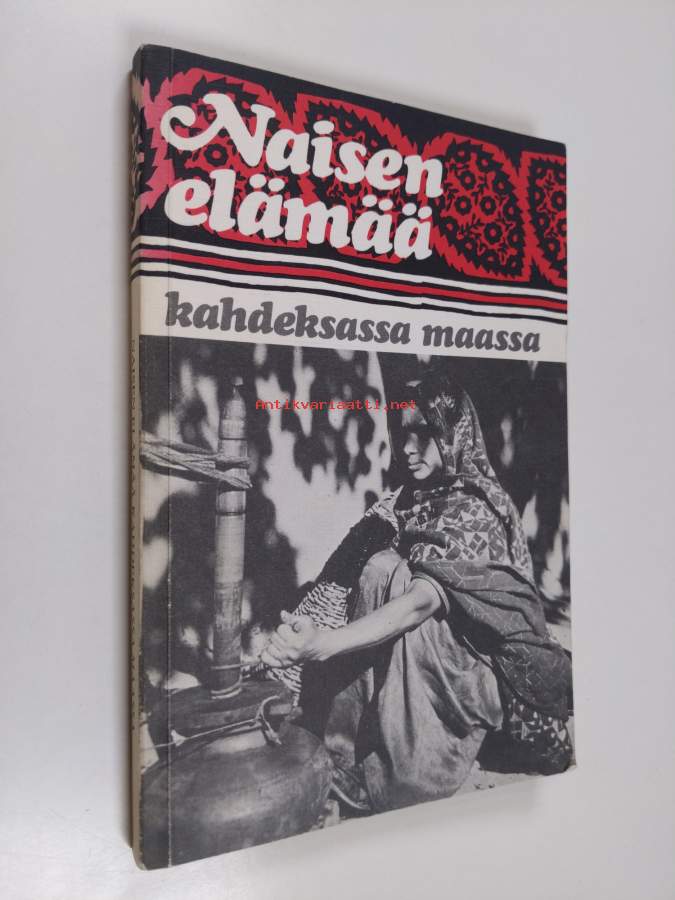 Naisen
elämää
kahdeksassa maassa
Antikvariaatti.net